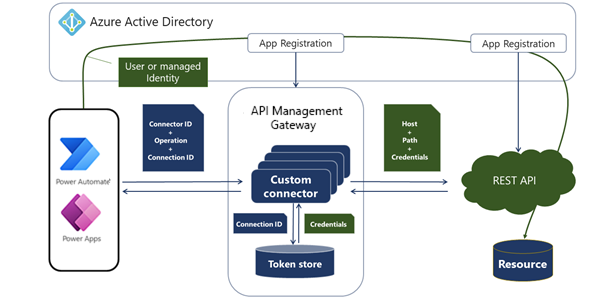 Azure Active Directory
App Registration
App Registration
User or managed
Identity
Connector ID
+
Operation
+
Connection ID
API Management
Gateway
Host
+
Path
+
Credentials
Power Automate
Power Apps
Custom
connector
REST API
Connection ID
Credentials
Token store
Resource